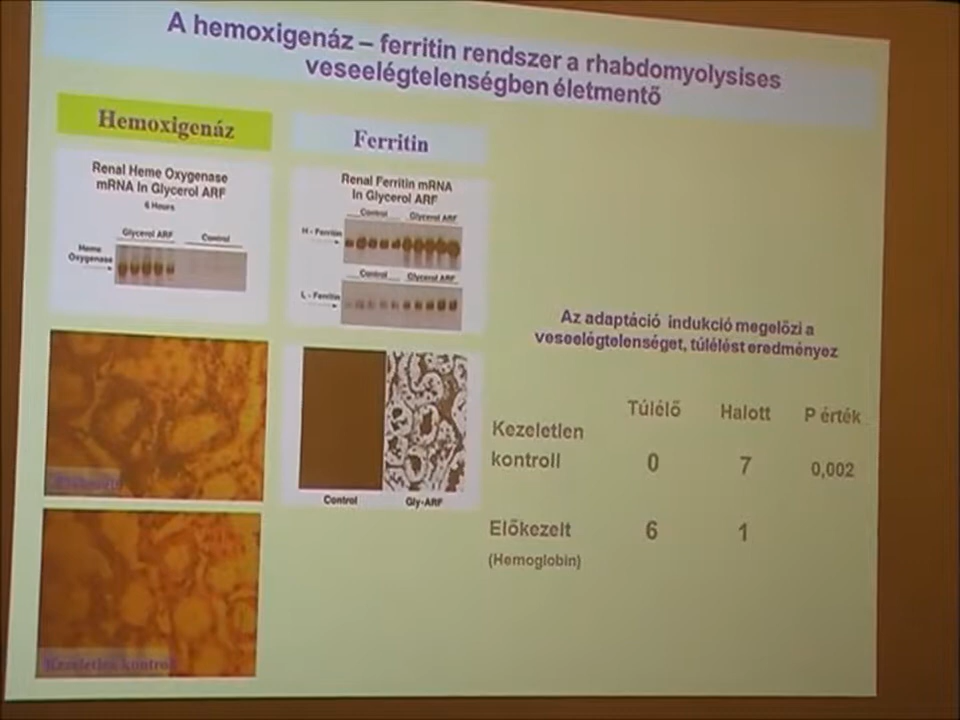 A hemoxigenáz – ferritin rendszer a rhabdomyolysises
veseelégtelenségben életmentő
Hemoxigenáz
Ferritin
Renal Heme Oxygenase
mRNA In Glycerol ARF
6 Hours
Glycerol ARF Control
Heme
Oxygenase
Renal Ferritin mRNA
In Glycerol ARF
Control Glycerol ARF
H - Ferritin
Control Glycerol ARF
L - Ferritin
Control Gly-ARF
Kezeletlen kontroll
Az adaptáció indukció megelőzi a
veseelégtelenséget, túlélést eredményez
Túlélő Halott P érték
Kezeletlen
kontroll 0 7 0,002
Előkezelt 6 1
(Hemoglobin)